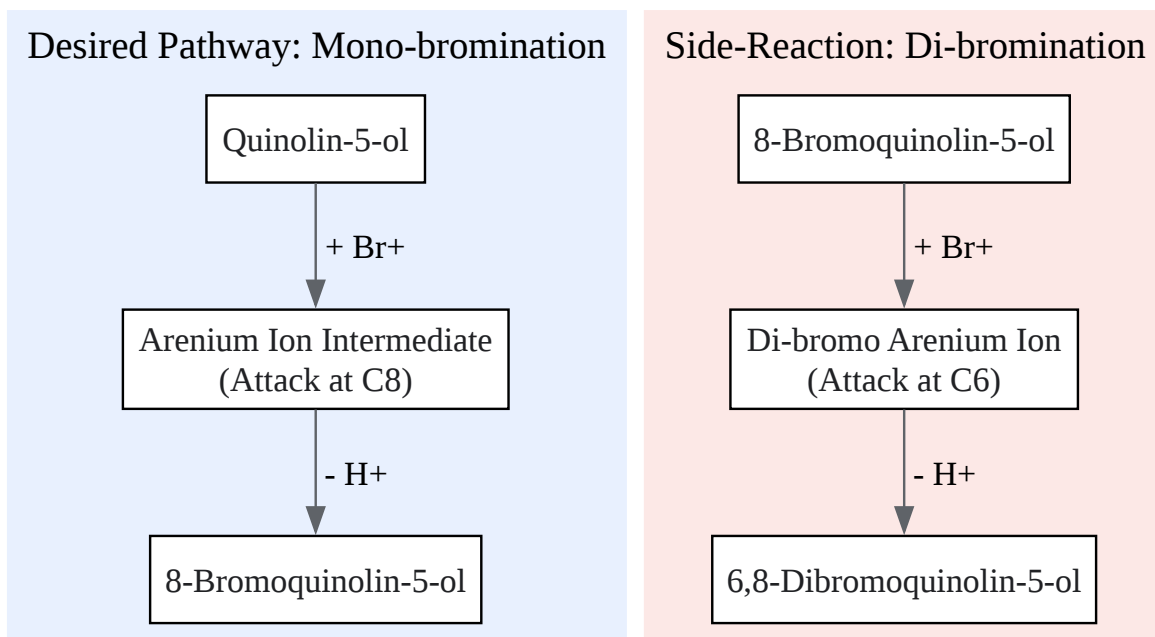 Desired Pathway: Mono-bromination
Quinolin-5-ol
+ Br+
Arenium Ion Intermediate
(Attack at C8)
- H+
8-Bromoquinolin-5-ol
Side-Reaction: Di-bromination
8-Bromoquinolin-5-ol
+ Br+
Di-bromo Arenium Ion
(Attack at C6)
- H+
6,8-Dibromoquinolin-5-ol